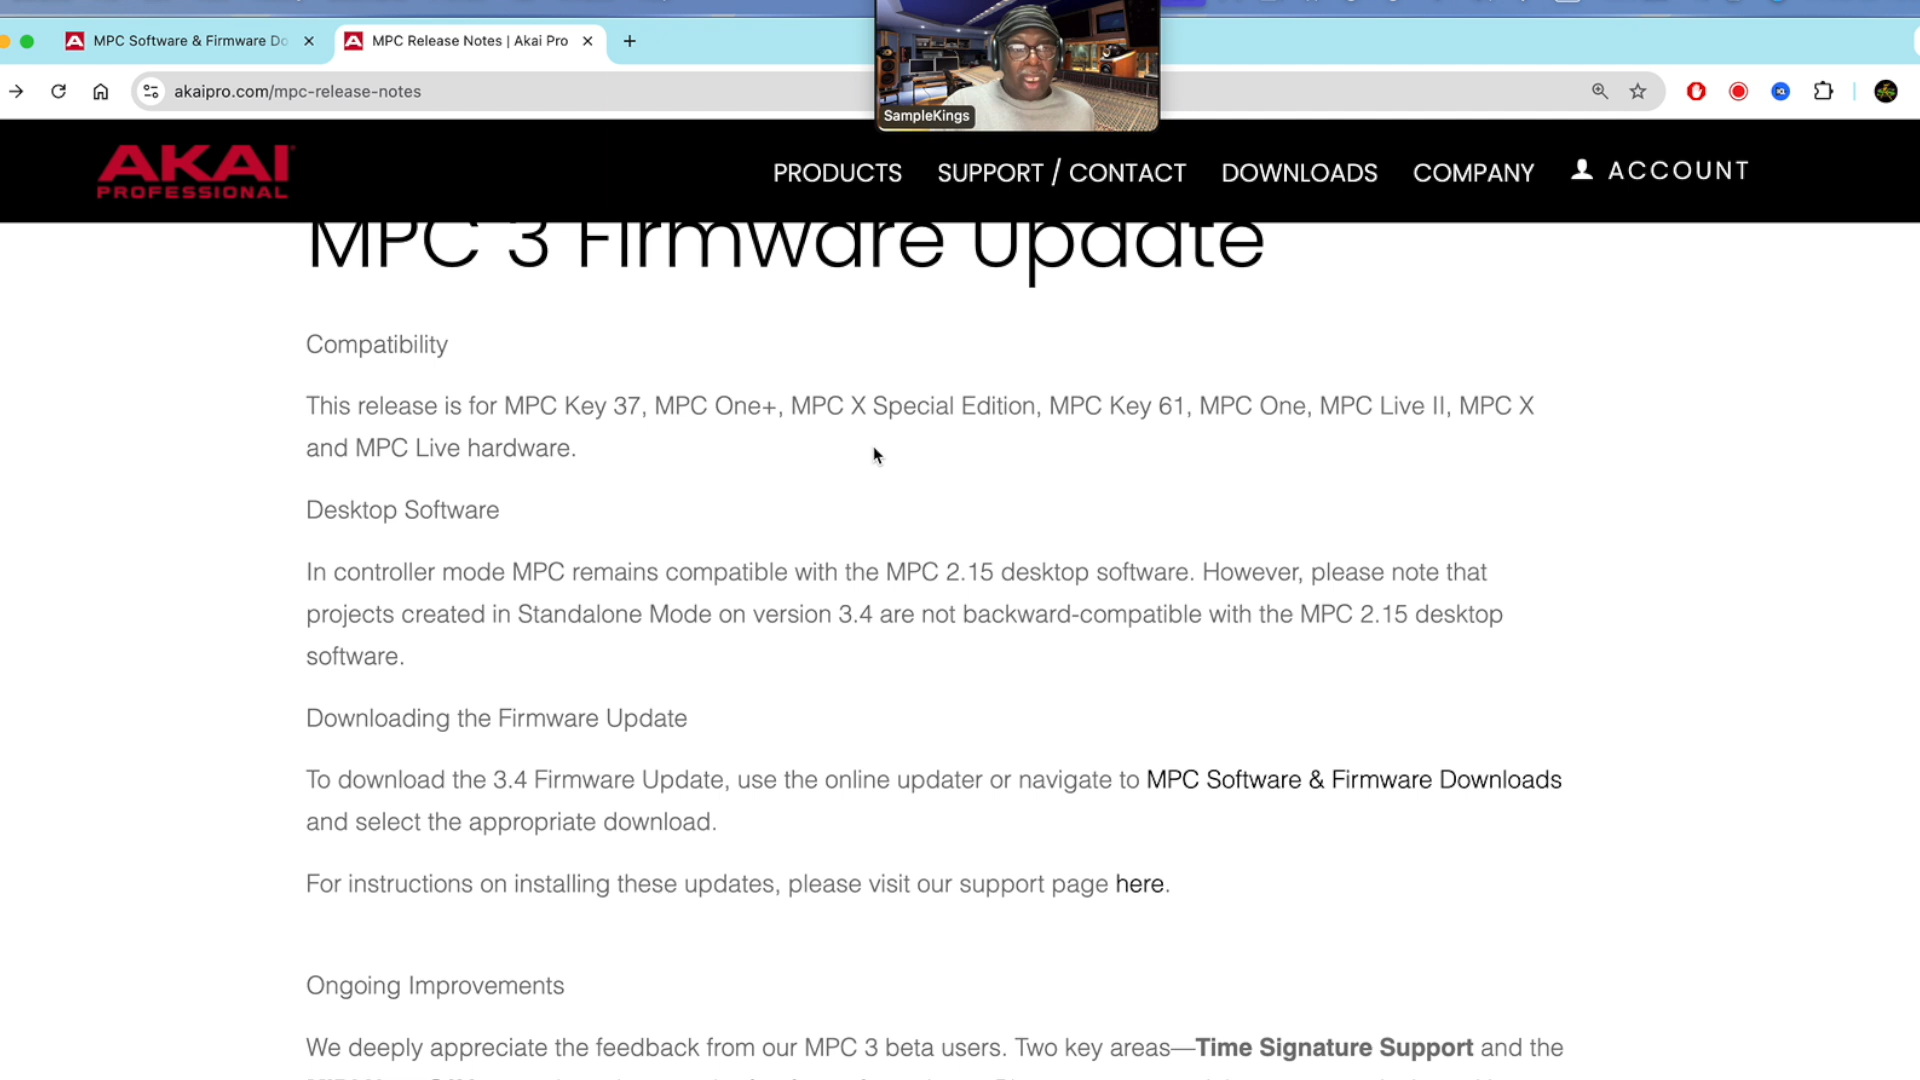 MPC Software & Firmware Do
MPC Release Notes | Akai Pro
akaipro.com/mpc-release-notes
SampleKings
AKAI
PROFESSIONAL
PRODUCTS
SUPPORT / CONTACT
DOWNLOADS
COMPANY
ACCOUNT
MPC 3 Firmware Update
Compatibility
This release is for MPC Key 37, MPC One+, MPC X Special Edition, MPC Key 61, MPC One, MPC Live II, MPC X
and MPC Live hardware.
Desktop Software
In controller mode MPC remains compatible with the MPC 2.15 desktop software. However, please note that
projects created in Standalone Mode on version 3.4 are not backward-compatible with the MPC 2.15 desktop
software.
Downloading the Firmware Update
To download the 3.4 Firmware Update, use the online updater or navigate to MPC Software & Firmware Downloads
and select the appropriate download.
For instructions on installing these updates, please visit our support page here.
Ongoing Improvements
We deeply appreciate the feedback from our MPC 3 beta users. Two key areas—Time Signature Support and the